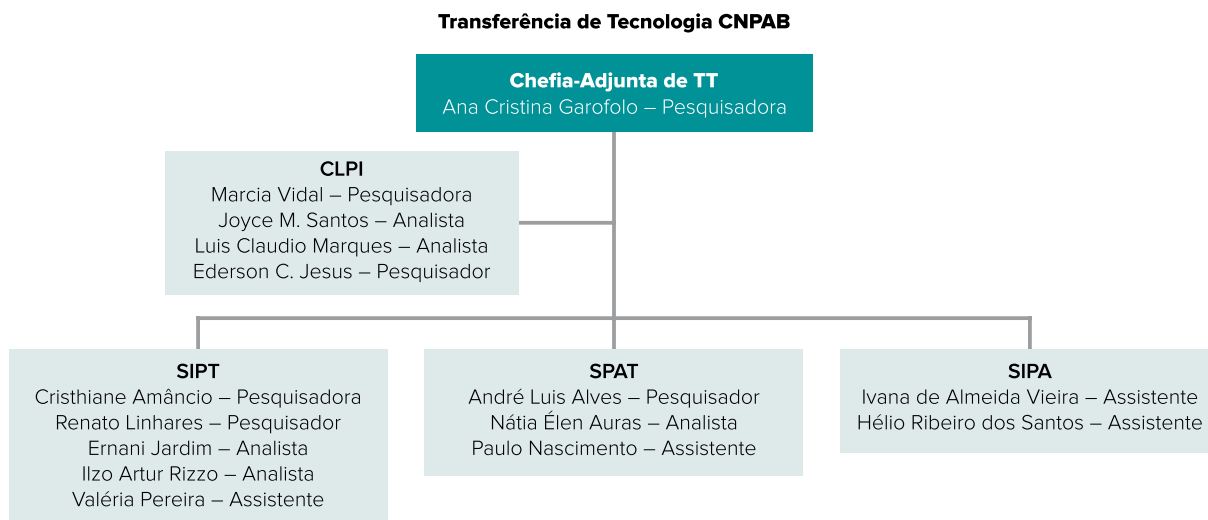 Transferência de Tecnologia CNPAB
Chefia-Adjunta de TT
Ana Cristina Garofolo – Pesquisadora
CLPI
Marcia Vidal – Pesquisadora
Joyce M. Santos – Analista
Luis Claudio Marques – Analista
Ederson C. Jesus – Pesquisador
SIPT
Cristhiane Amâncio – Pesquisadora
Renato Linhares – Pesquisador
Ernani Jardim – Analista
Ilzo Artur Rizzo – Analista
Valéria Pereira – Assistente
SPAT
André Luis Alves – Pesquisador
Nátia Élen Auras – Analista
Paulo Nascimento – Assistente
SIPA
Ivana de Almeida Vieira – Assistente
Hélio Ribeiro dos Santos – Assistente